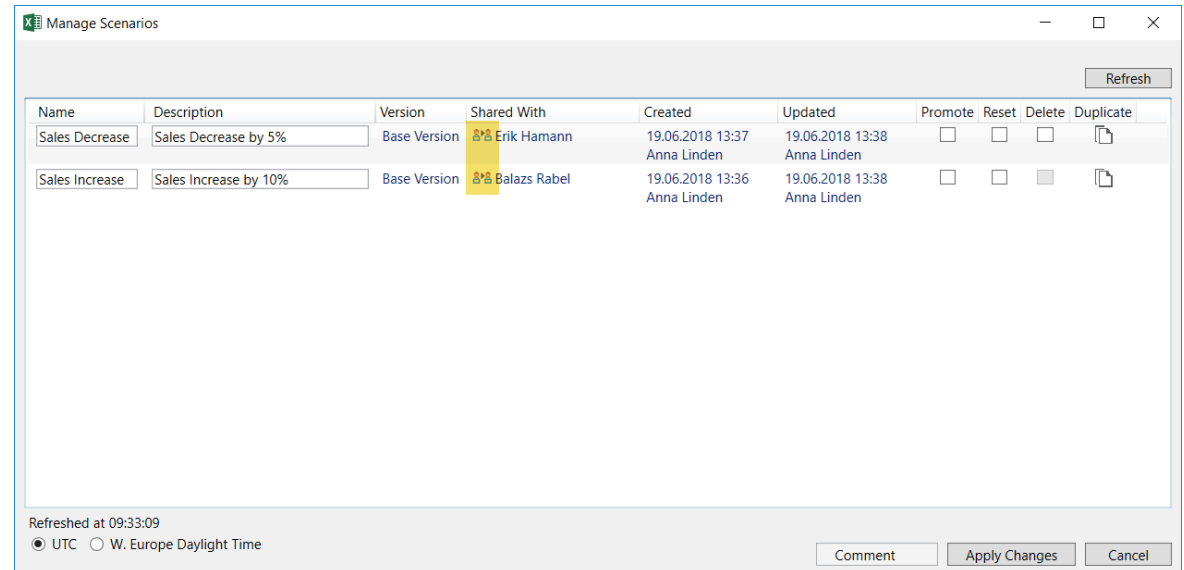 Manage Scenarios
Refresh
Name Description Version Shared With Created Updated Promote Reset Delete Duplicate
Sales Decrease Sales Decrease by 5% Base Version Erik Hamann 19.06.2018 13:37 19.06.2018 13:38
Anna Linden Anna Linden
Sales Increase Sales Increase by 10% Base Version Balazs Rabel 19.06.2018 13:36 19.06.2018 13:38
Anna Linden Anna Linden
Refreshed at 09:33:09
UTC W. Europe Daylight Time
Comment Apply Changes Cancel